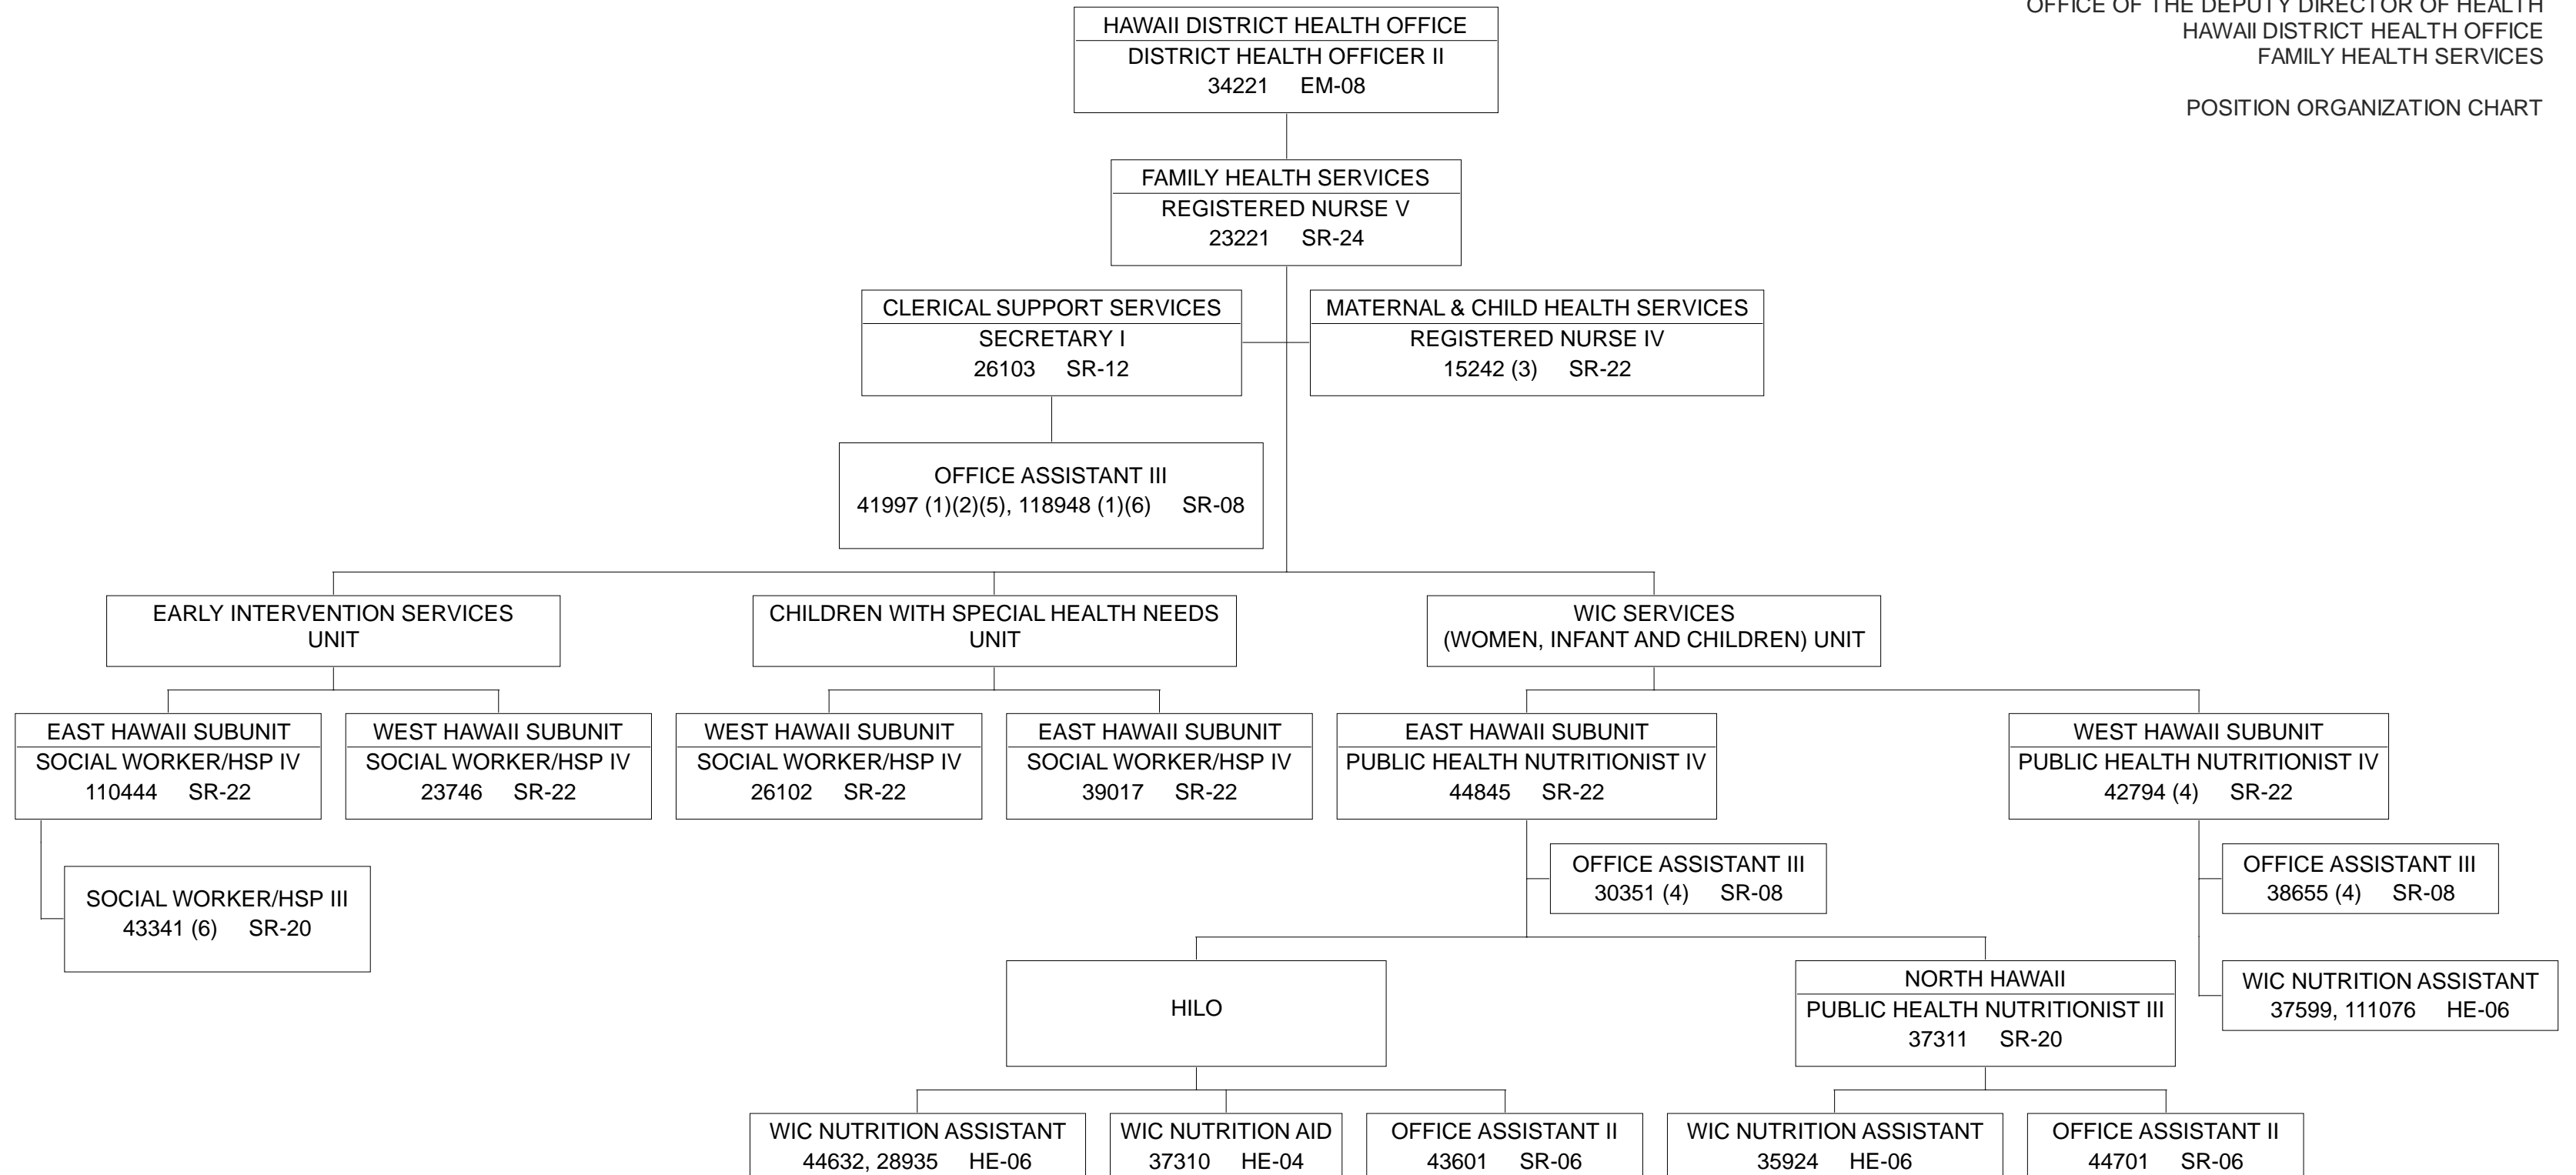 OFFICE OF THE DEPUTY DIRECTOR OF HEALTH
HAWAII DISTRICT HEALTH OFFICE
FAMILY HEALTH SERVICES
POSITION ORGANIZATION CHART
HAWAII DISTRICT HEALTH OFFICE
DISTRICT HEALTH OFFICER II
34221 EM-08
FAMILY HEALTH SERVICES
REGISTERED NURSE V
23221 SR-24
CLERICAL SUPPORT SERVICES
SECRETARY I
26103 SR-12
MATERNAL & CHILD HEALTH SERVICES
REGISTERED NURSE IV
15242 (3) SR-22
OFFICE ASSISTANT III
41997 (1)(2)(5), 118948 (1)(6) SR-08
EARLY INTERVENTION SERVICES
UNIT
CHILDREN WITH SPECIAL HEALTH NEEDS
UNIT
WIC SERVICES
(WOMEN, INFANT AND CHILDREN) UNIT
EAST HAWAII SUBUNIT
SOCIAL WORKER/HSP IV
110444 SR-22
WEST HAWAII SUBUNIT
SOCIAL WORKER/HSP IV
23746 SR-22
WEST HAWAII SUBUNIT
SOCIAL WORKER/HSP IV
26102 SR-22
EAST HAWAII SUBUNIT
SOCIAL WORKER/HSP IV
39017 SR-22
EAST HAWAII SUBUNIT
PUBLIC HEALTH NUTRITIONIST IV
44845 SR-22
WEST HAWAII SUBUNIT
PUBLIC HEALTH NUTRITIONIST IV
42794 (4) SR-22
SOCIAL WORKER/HSP III
43341 (6) SR-20
OFFICE ASSISTANT III
30351 (4) SR-08
OFFICE ASSISTANT III
38655 (4) SR-08
HILO
NORTH HAWAII
PUBLIC HEALTH NUTRITIONIST III
37311 SR-20
WIC NUTRITION ASSISTANT
37599, 111076 HE-06
WIC NUTRITION ASSISTANT
44632, 28935 HE-06
WIC NUTRITION AID
37310 HE-04
OFFICE ASSISTANT II
43601 SR-06
WIC NUTRITION ASSISTANT
35924 HE-06
OFFICE ASSISTANT II
44701 SR-06